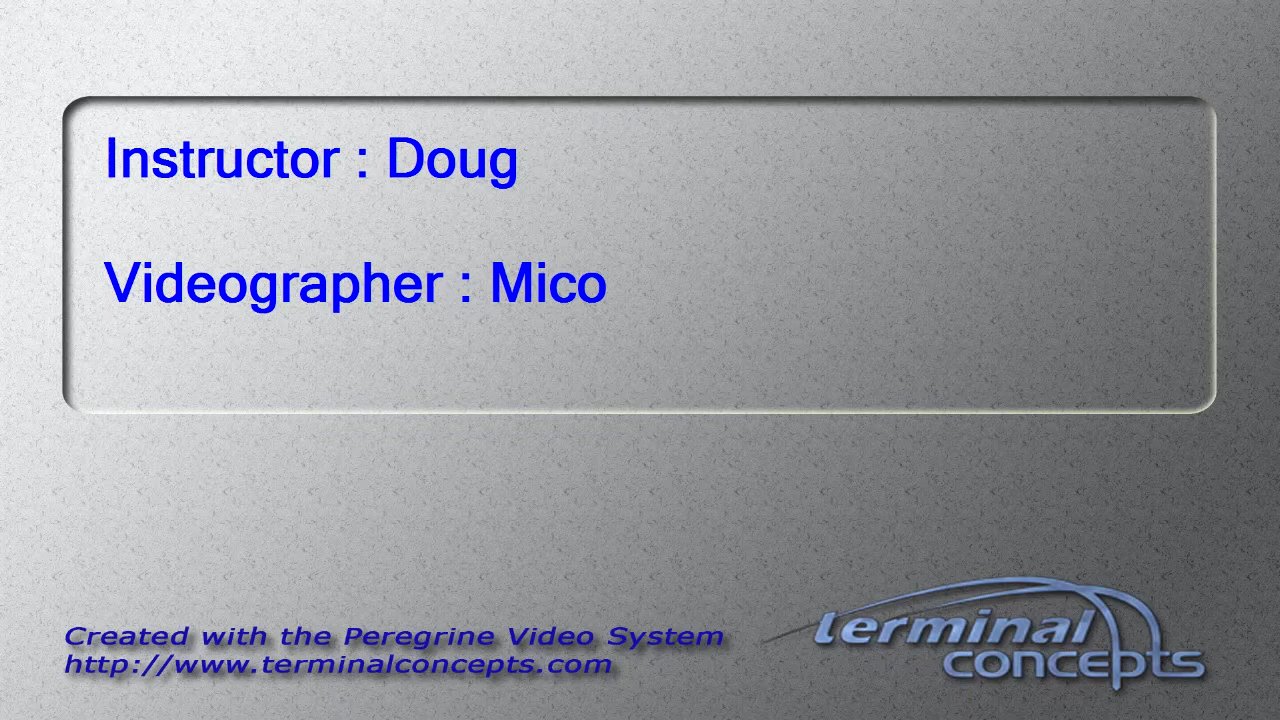 Instructor : Doug
Videographer : Mico
Created with the Peregrine Video System
http://www.terminalconcepts.com
terminal
concepts